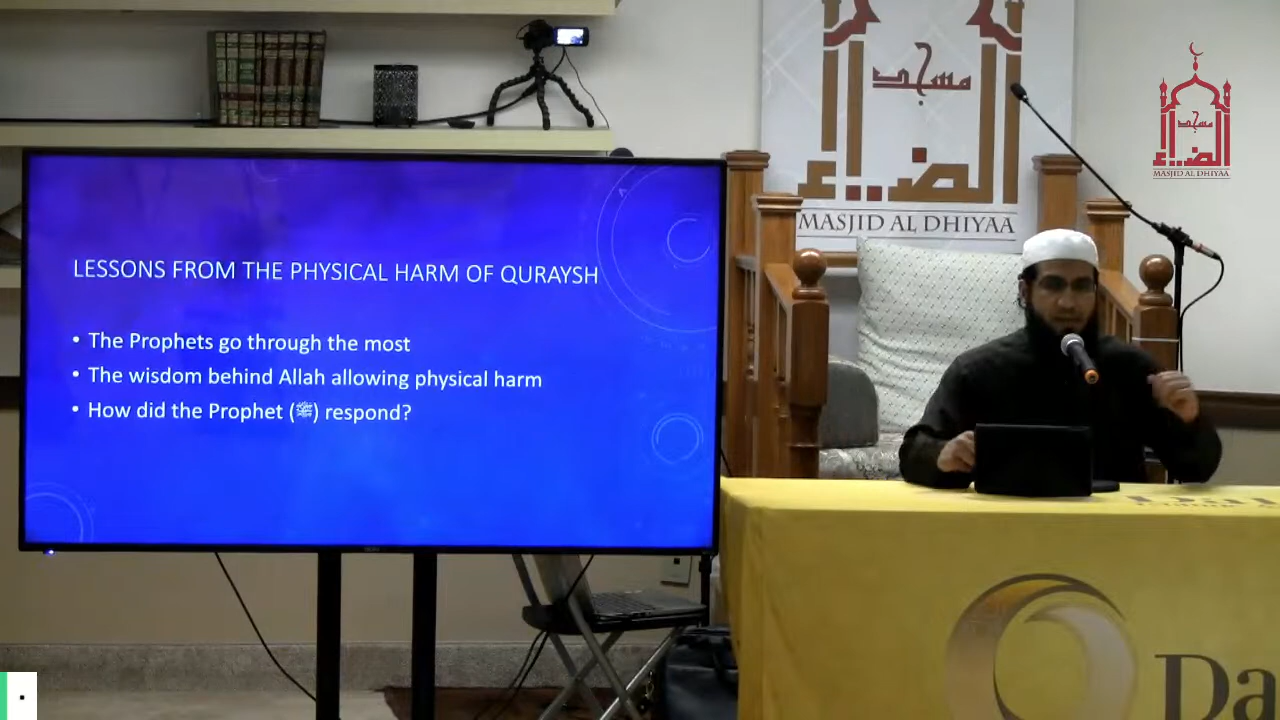 مسجد
الضياء
MASJID AL DHIYAA
مسجد
الضياء
MASJID AL DHIYAA
LESSONS FROM THE PHYSICAL HARM OF QURAYSH
• The Prophets go through the most
• The wisdom behind Allah allowing physical harm
• How did the Prophet (ﷺ) respond?
Da